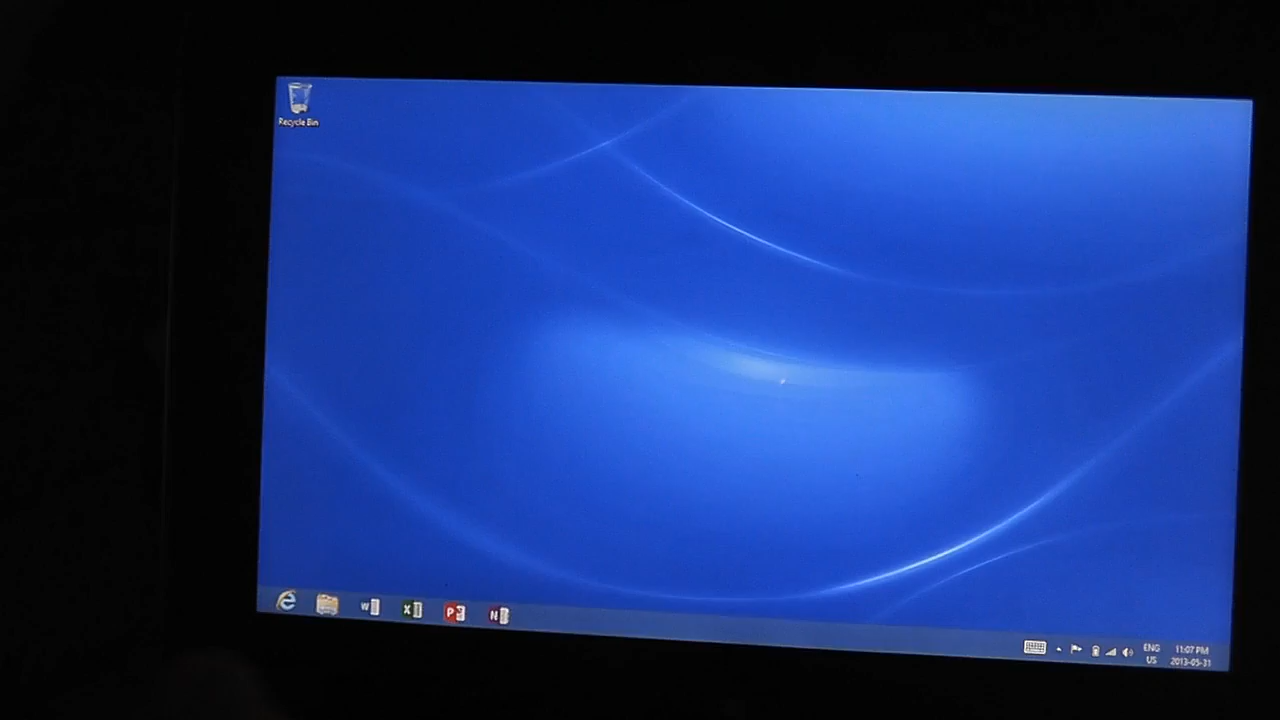 Recycle Bin
W
X
P
N
ENG
US
11:07 PM
2013-05-31